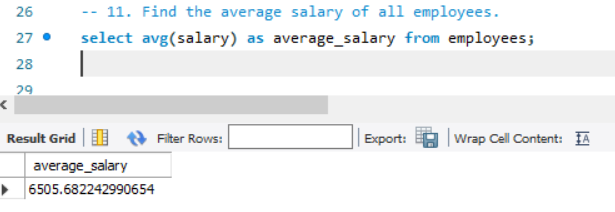 26 -- 11. Find the average salary of all employees.
27 select avg(salary) as average_salary from employees;
28
29
Result Grid Filter Rows: Export: Wrap Cell Content:
average_salary
6505.682242990654